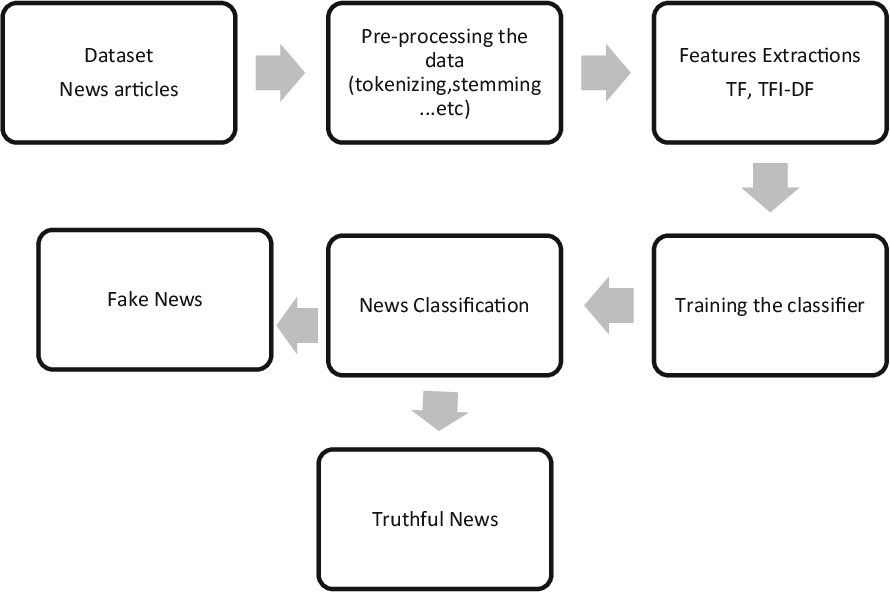 Dataset
News articles
Pre-processing the
data
(tokenizing,stemming
...etc)
Features Extractions
TF, TFI-DF
Fake News
News Classification
Training the classifier
Truthful News